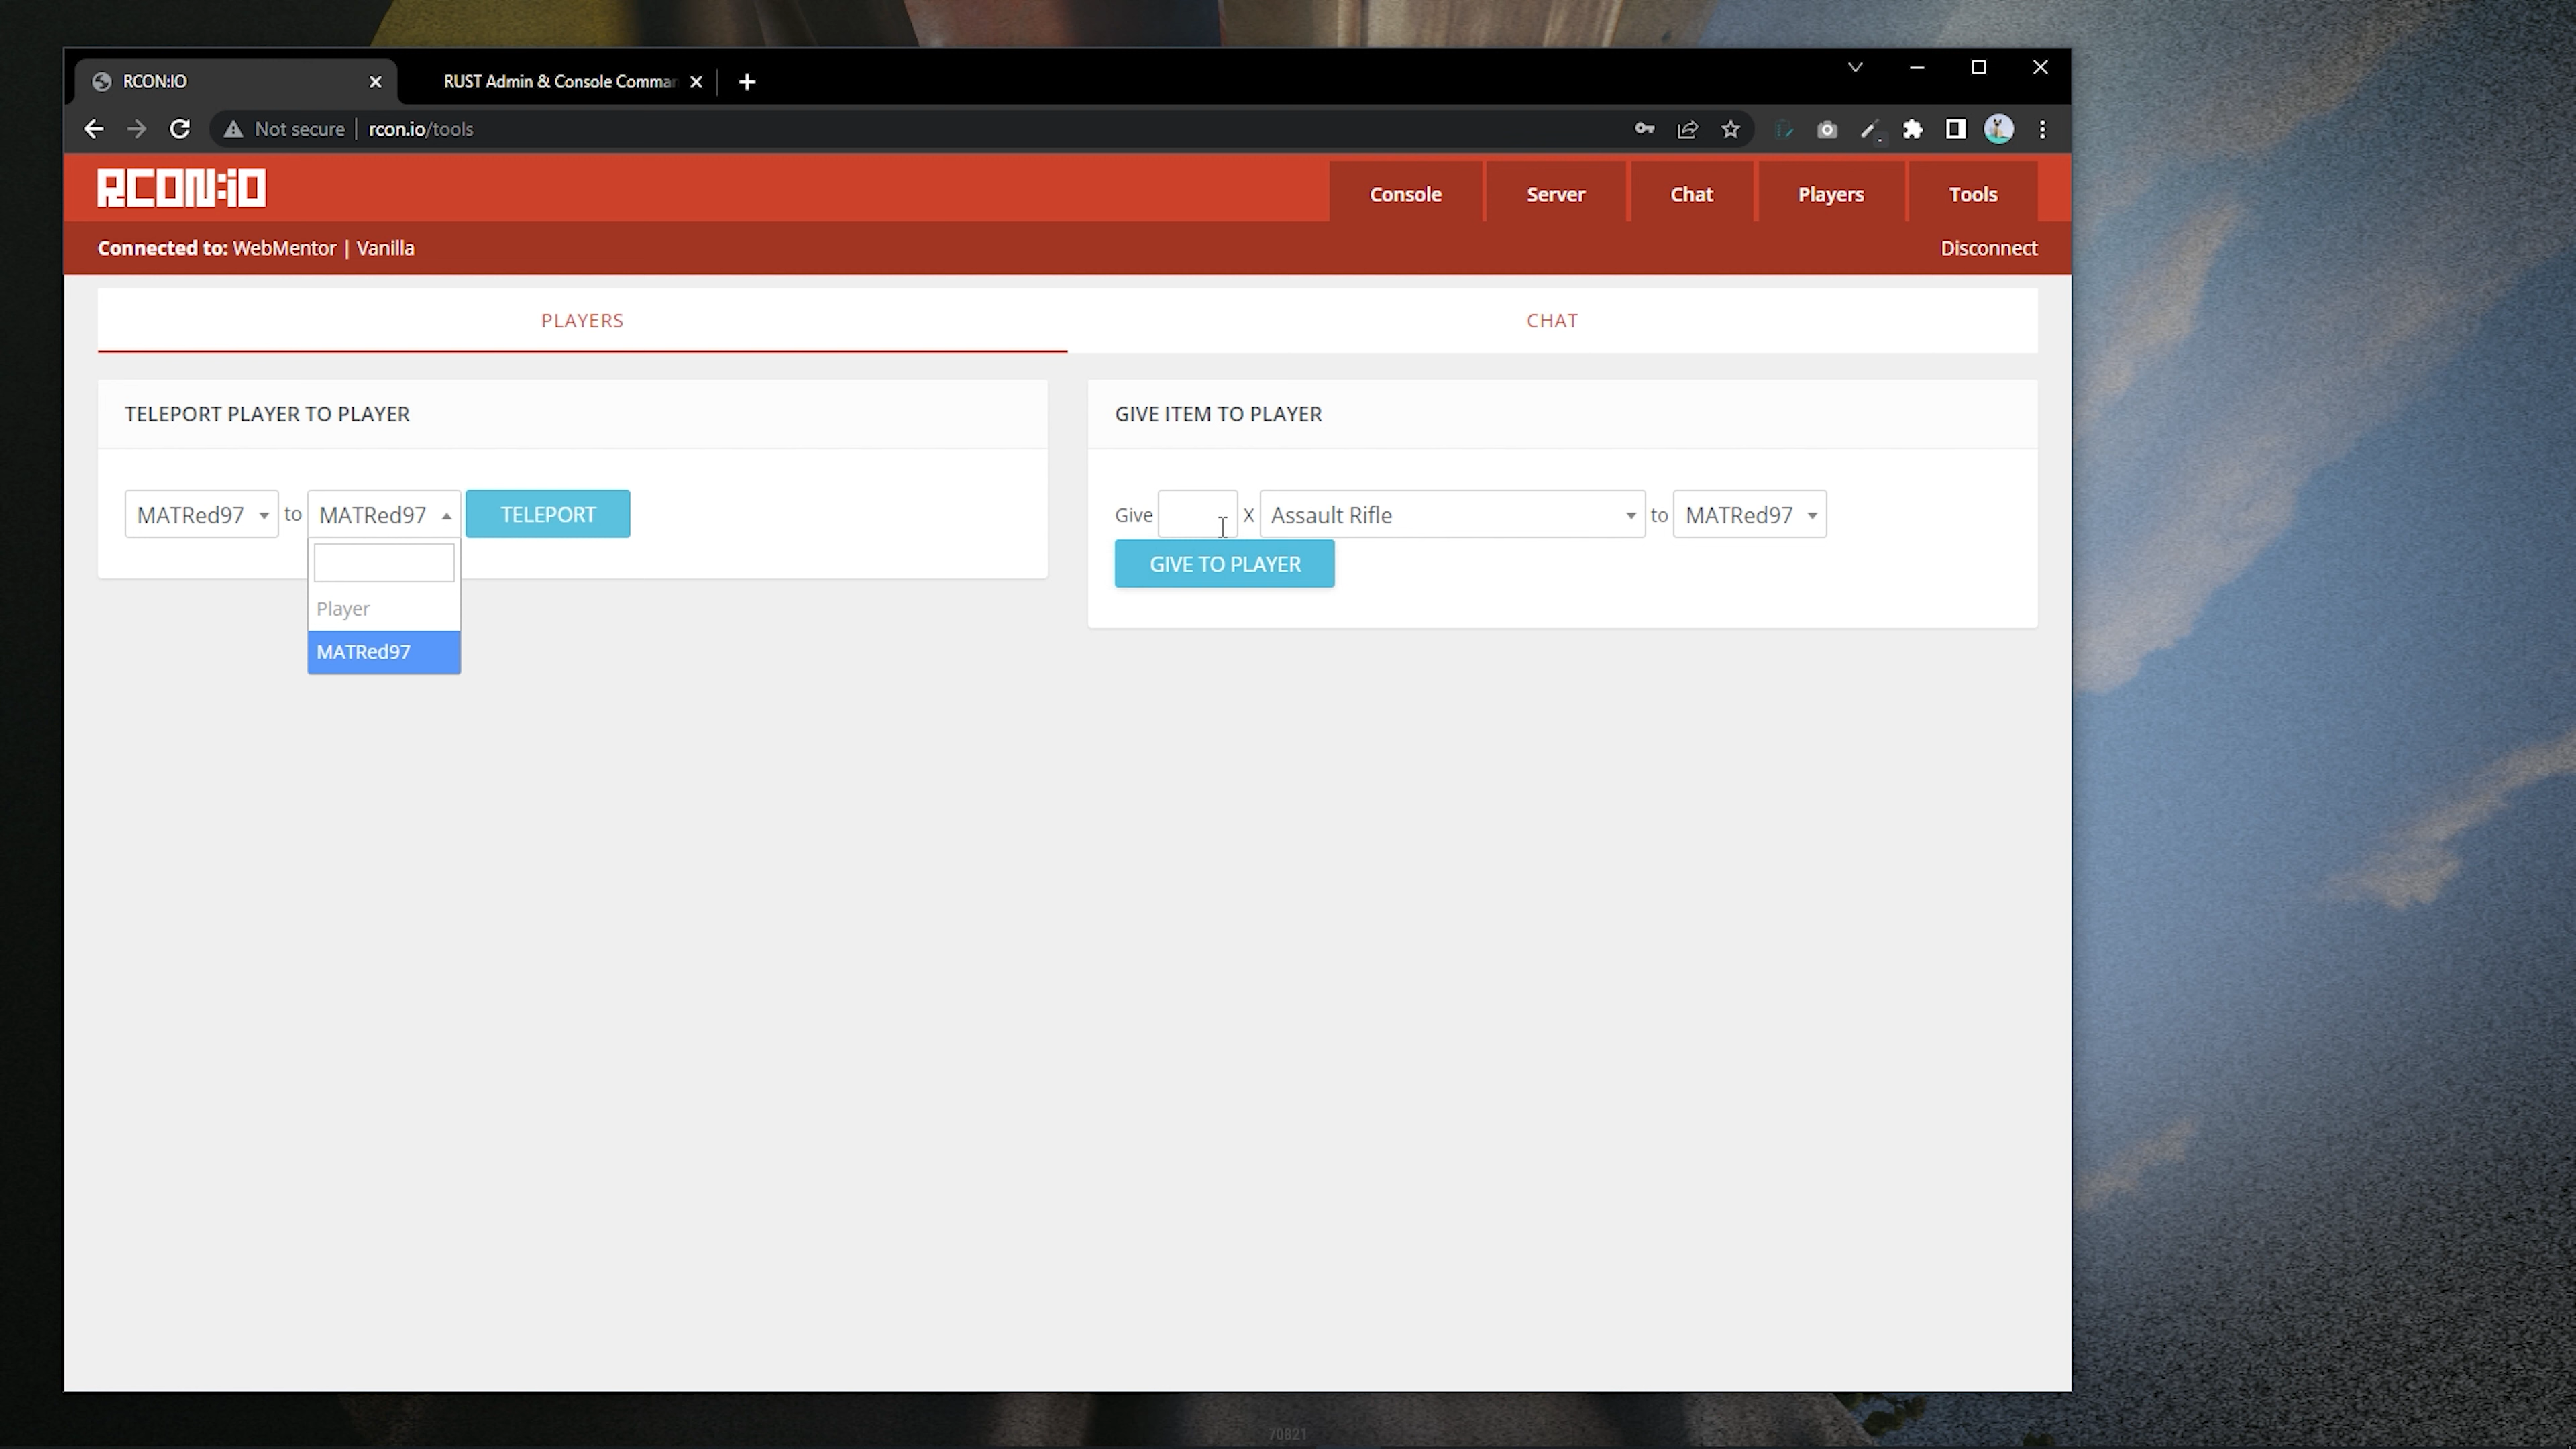 RCON:IO
RUST Admin & Console Comma
Not secure
rcon.io/tools
RCON:IO
Console
Server
Chat
Players
Tools
Connected to: WebMentor | Vanilla
Disconnect
PLAYERS
CHAT
TELEPORT PLAYER TO PLAYER
MATRed97 to MATRed97 TELEPORT
Player
MATRed97
GIVE ITEM TO PLAYER
Give X Assault Rifle to MATRed97
GIVE TO PLAYER
70821